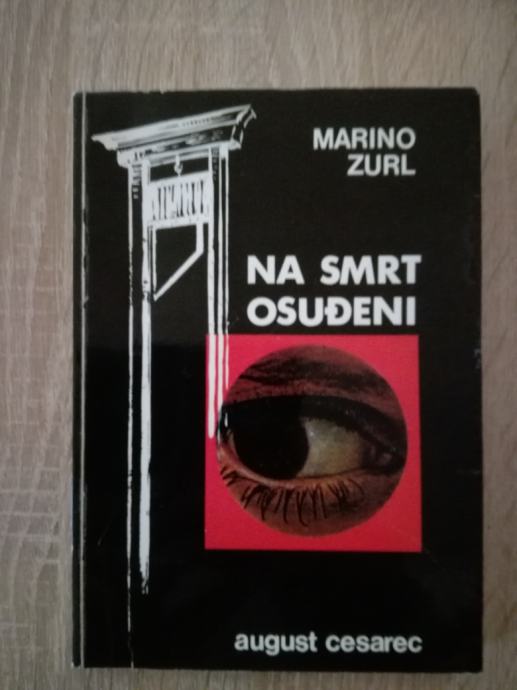 MARINO
ZURL
NA SMRT
OSUĐENI
august cesarec